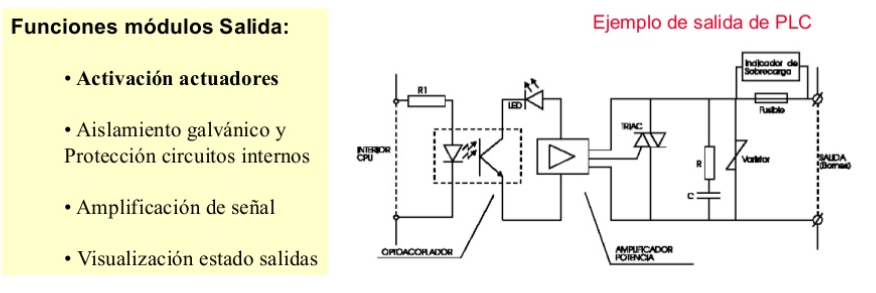 Funciones módulos Salida:
• Activación actuadores
• Aislamiento galvánico y
Protección circuitos internos
• Amplificación de señal
• Visualización estado salidas
Ejemplo de salida de PLC
Indicador de
Sobrecarga
R1
LED
Fusible
TRIAC
INTERIOR
CPU
R
Varistor
SALIDA
(Bornes)
C
OPTOACOPLADOR
AMPLIFICADOR
POTENCIA